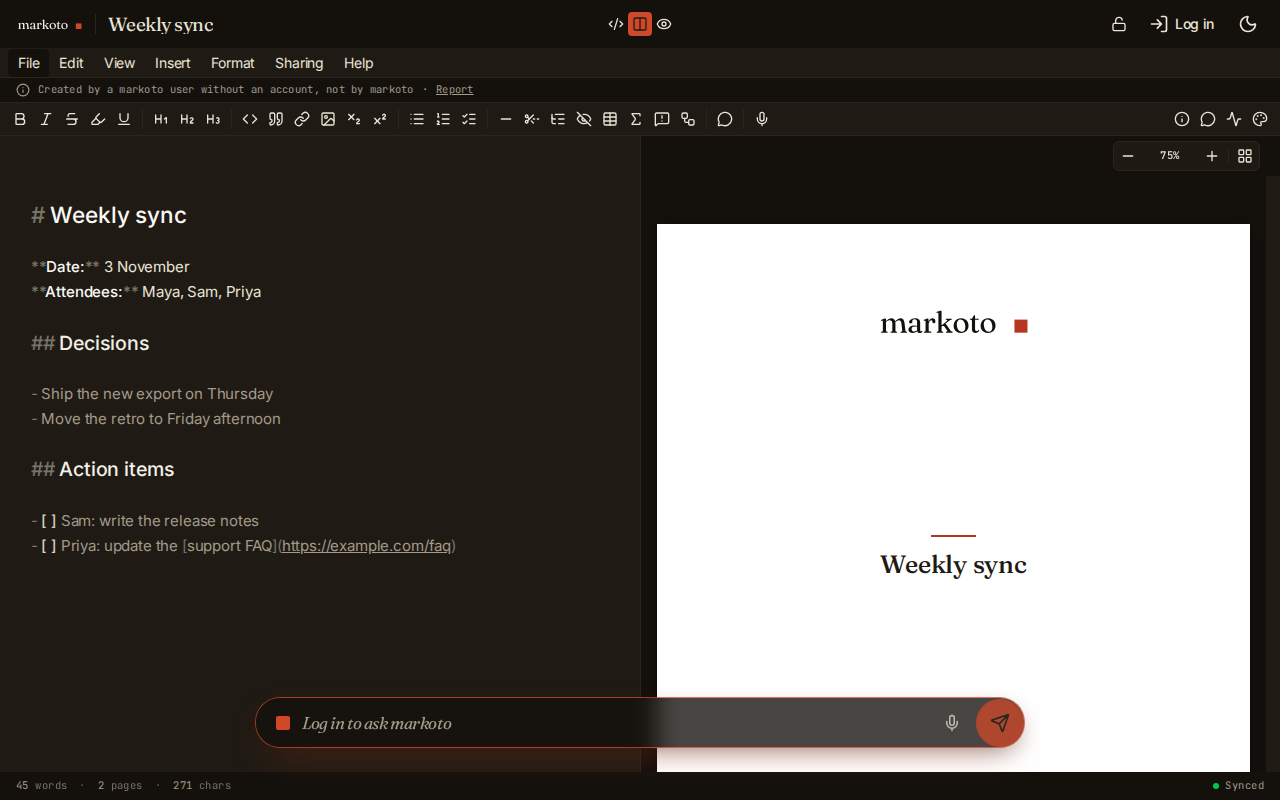 markoto
Weekly sync
Log in
File Edit View Insert Format Sharing Help
Created by a markoto user without an account, not by markoto · Report
H1 H2 H3
75%
# Weekly sync
**Date:** 3 November
**Attendees:** Maya, Sam, Priya
## Decisions
- Ship the new export on Thursday
- Move the retro to Friday afternoon
## Action items
- [ ] Sam: write the release notes
- [ ] Priya: update the [support FAQ](https://example.com/faq)
markoto
Weekly sync
Log in to ask markoto
45 words · 2 pages · 271 chars
Synced